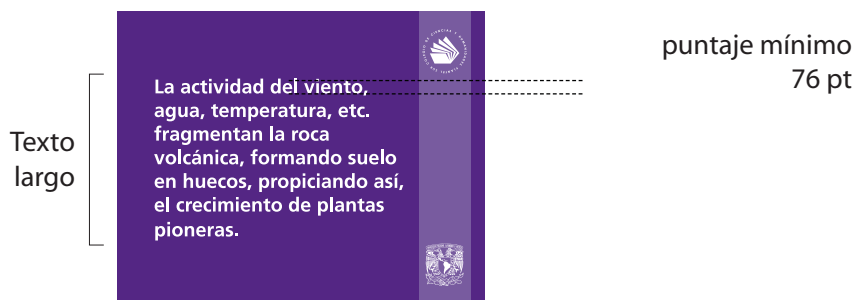 puntaje mínimo
76 pt
Texto
largo
La actividad del viento,
agua, temperatura, etc.
fragmentan la roca
volcánica, formando suelo
en huecos, propiciando así,
el crecimiento de plantas
pioneras.